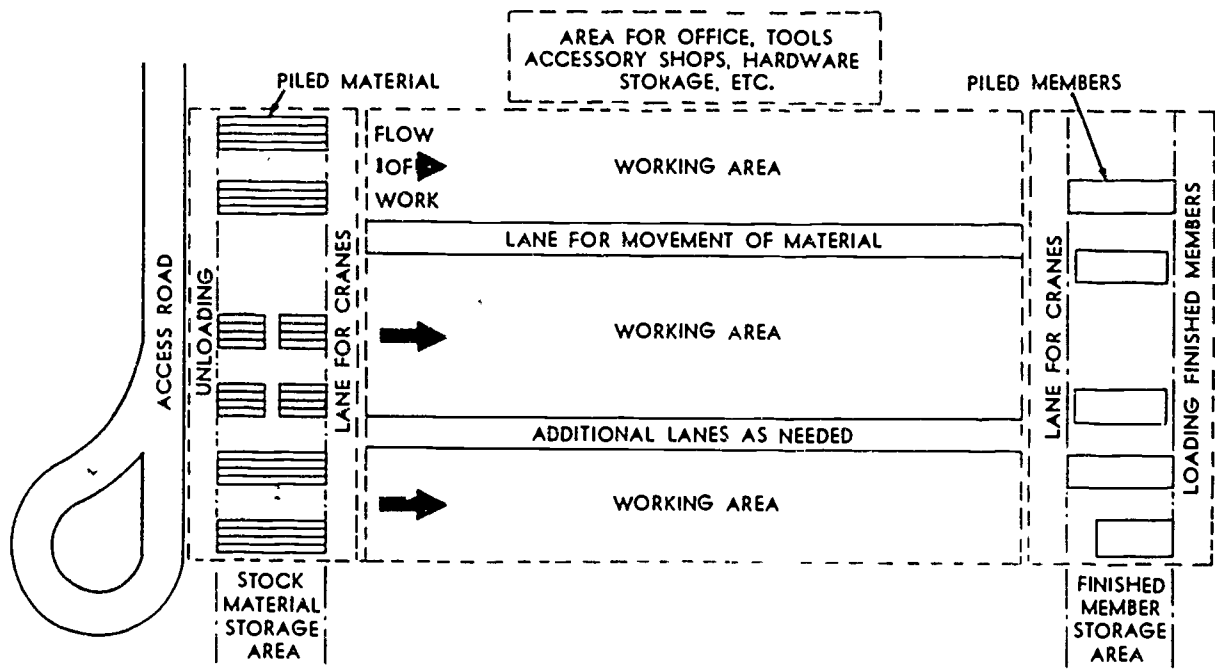 AREA FOR OFFICE, TOOLS
ACCESSORY SHOPS, HARDWARE
STORAGE, ETC.
PILED MATERIAL
PILED MEMBERS
FLOW
OF
WORK
WORKING AREA
LANE FOR MOVEMENT OF MATERIAL
ACCESS ROAD
UNLOADING
LANE FOR CRANES
WORKING AREA
LANE FOR CRANES
LOADING FINISHED MEMBERS
ADDITIONAL LANES AS NEEDED
WORKING AREA
STOCK
MATERIAL
STORAGE
AREA
FINISHED
MEMBER
STORAGE
AREA